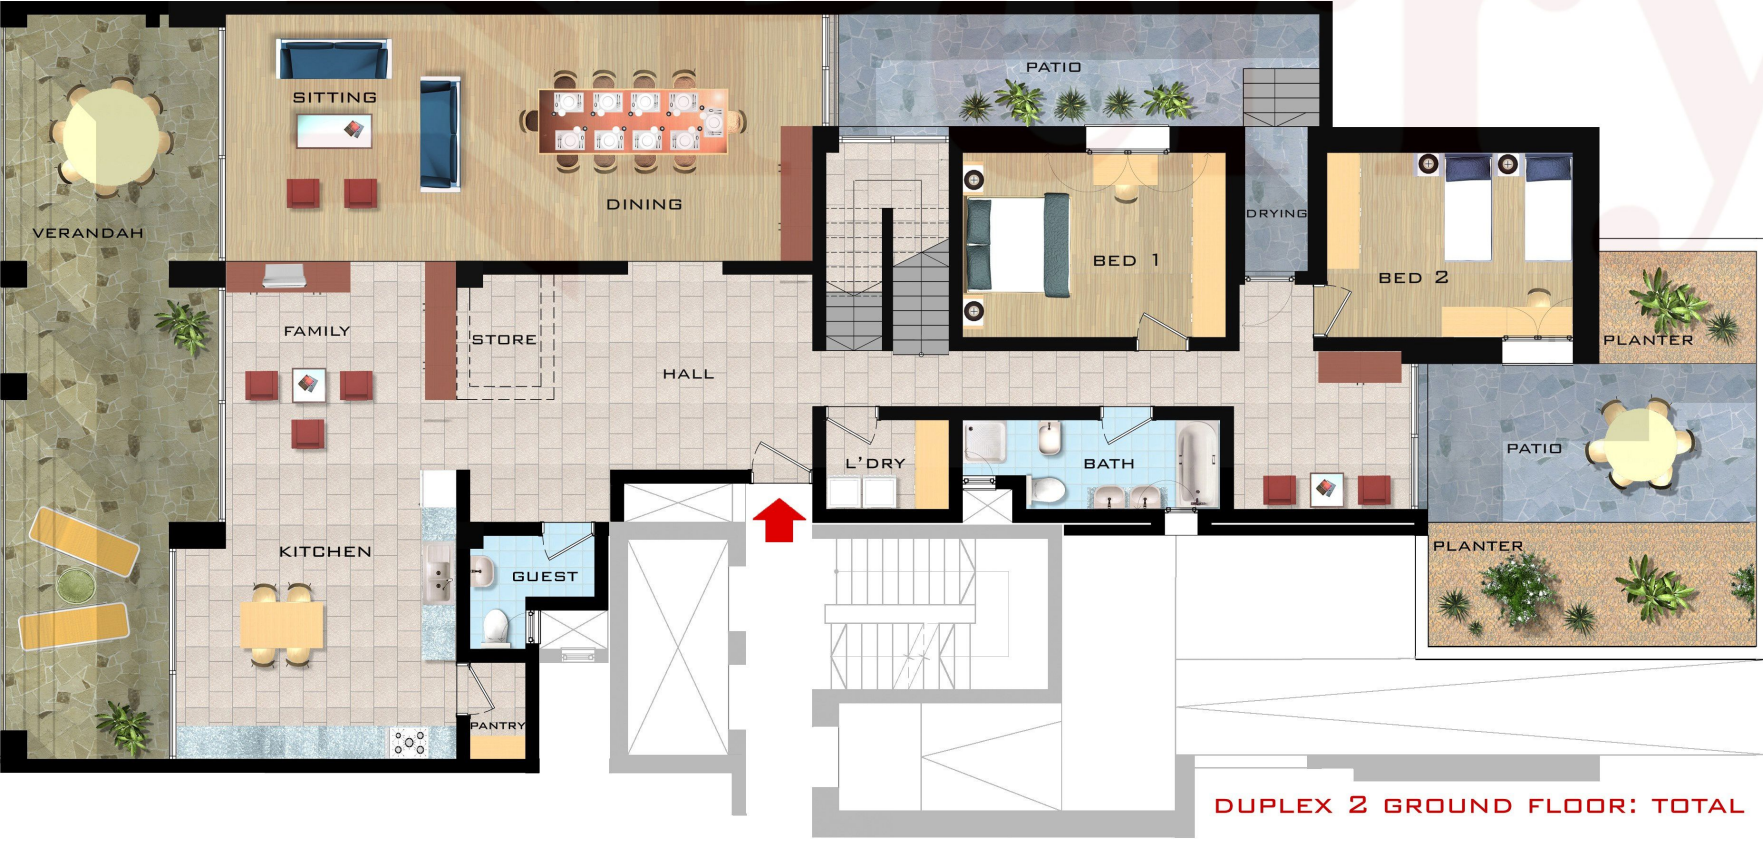 PATIO
SITTING
DINING
VERANDAH
DRYING
BED 1
BED 2
FAMILY
STORE
HALL
PLANTER
L'DRY
BATH
PATIO
KITCHEN
GUEST
PLANTER
PANTRY
DUPLEX 2 GROUND FLOOR: TOTAL